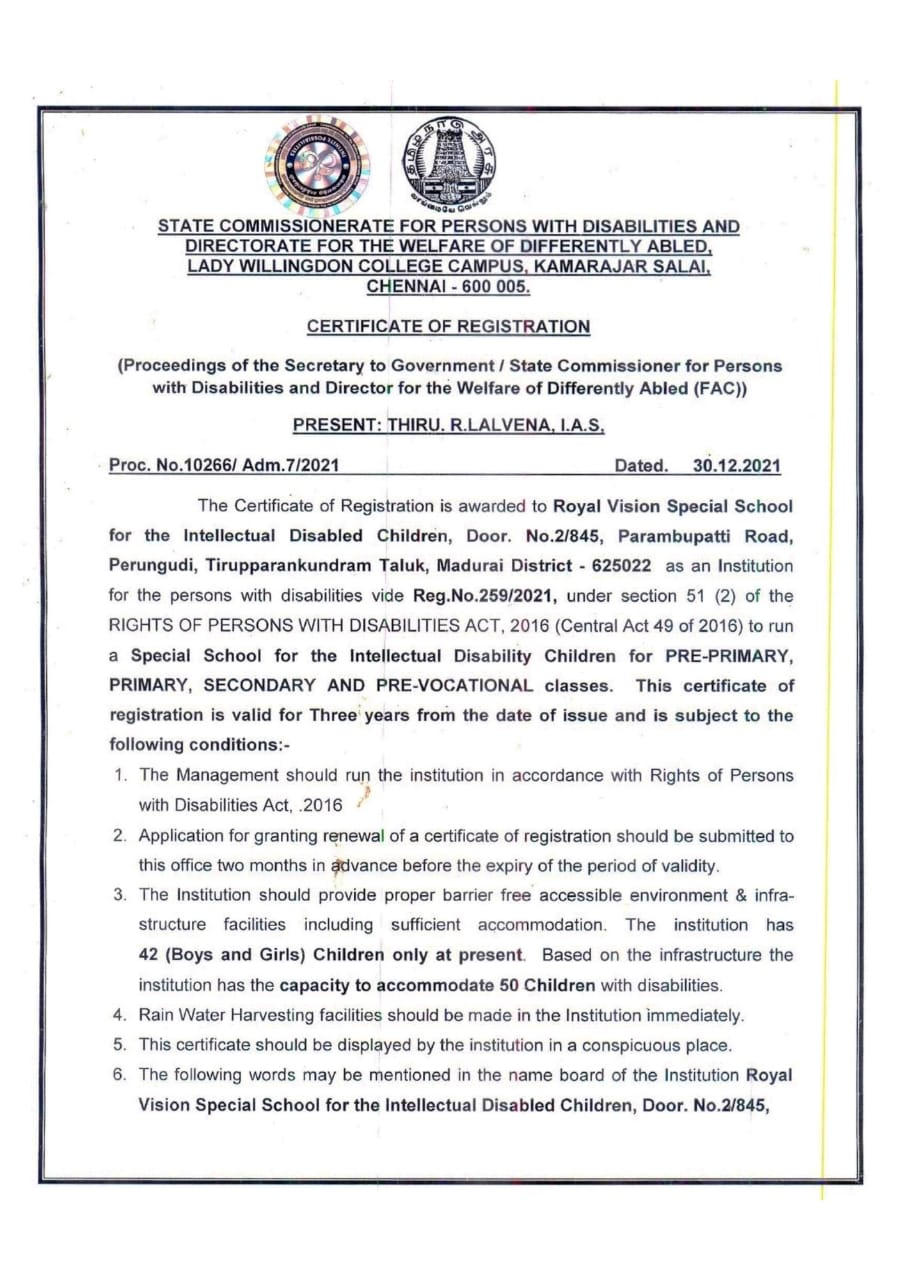 INFINITE POSSIBILITIES
தமிழ்நாடு அரசு
வாய்மையே வெல்லும்
STATE COMMISSIONERATE FOR PERSONS WITH DISABILITIES AND
DIRECTORATE FOR THE WELFARE OF DIFFERENTLY ABLED,
LADY WILLINGDON COLLEGE CAMPUS, KAMARAJAR SALAI,
CHENNAI - 600 005.
CERTIFICATE OF REGISTRATION
(Proceedings of the Secretary to Government / State Commissioner for Persons
with Disabilities and Director for the Welfare of Differently Abled (FAC))
PRESENT: THIRU. R.LALVENA, I.A.S,
Proc. No.10266/ Adm.7/2021 Dated. 30.12.2021
The Certificate of Registration is awarded to Royal Vision Special School
for the Intellectual Disabled Children, Door. No.2/845, Parambupatti Road,
Perungudi, Tirupparankundram Taluk, Madurai District - 625022 as an Institution
for the persons with disabilities vide Reg.No.259/2021, under section 51 (2) of the
RIGHTS OF PERSONS WITH DISABILITIES ACT, 2016 (Central Act 49 of 2016) to run
a Special School for the Intellectual Disability Children for PRE-PRIMARY,
PRIMARY, SECONDARY AND PRE-VOCATIONAL classes. This certificate of
registration is valid for Three years from the date of issue and is subject to the
following conditions:-
1. The Management should run the institution in accordance with Rights of Persons
with Disabilities Act, .2016
2. Application for granting renewal of a certificate of registration should be submitted to
this office two months in advance before the expiry of the period of validity.
3. The Institution should provide proper barrier free accessible environment & infra-
structure facilities including sufficient accommodation. The institution has
42 (Boys and Girls) Children only at present. Based on the infrastructure the
institution has the capacity to accommodate 50 Children with disabilities.
4. Rain Water Harvesting facilities should be made in the Institution immediately.
5. This certificate should be displayed by the institution in a conspicuous place.
6. The following words may be mentioned in the name board of the Institution Royal
Vision Special School for the Intellectual Disabled Children, Door. No.2/845,